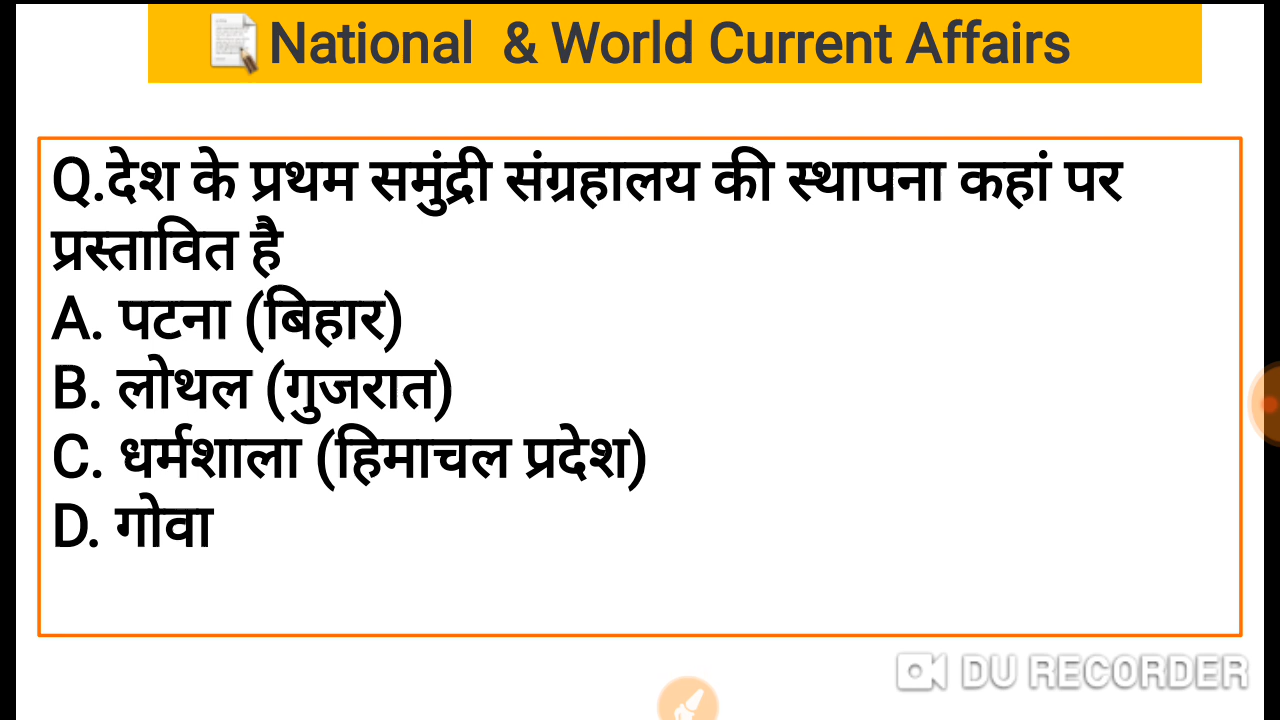 National & World Current Affairs
Q.देश के प्रथम समुंद्री संग्रहालय की स्थापना कहां पर
प्रस्तावित है
A. पटना (बिहार)
B. लोथल (गुजरात)
C. धर्मशाला (हिमाचल प्रदेश)
D. गोवा
DU RECORDER